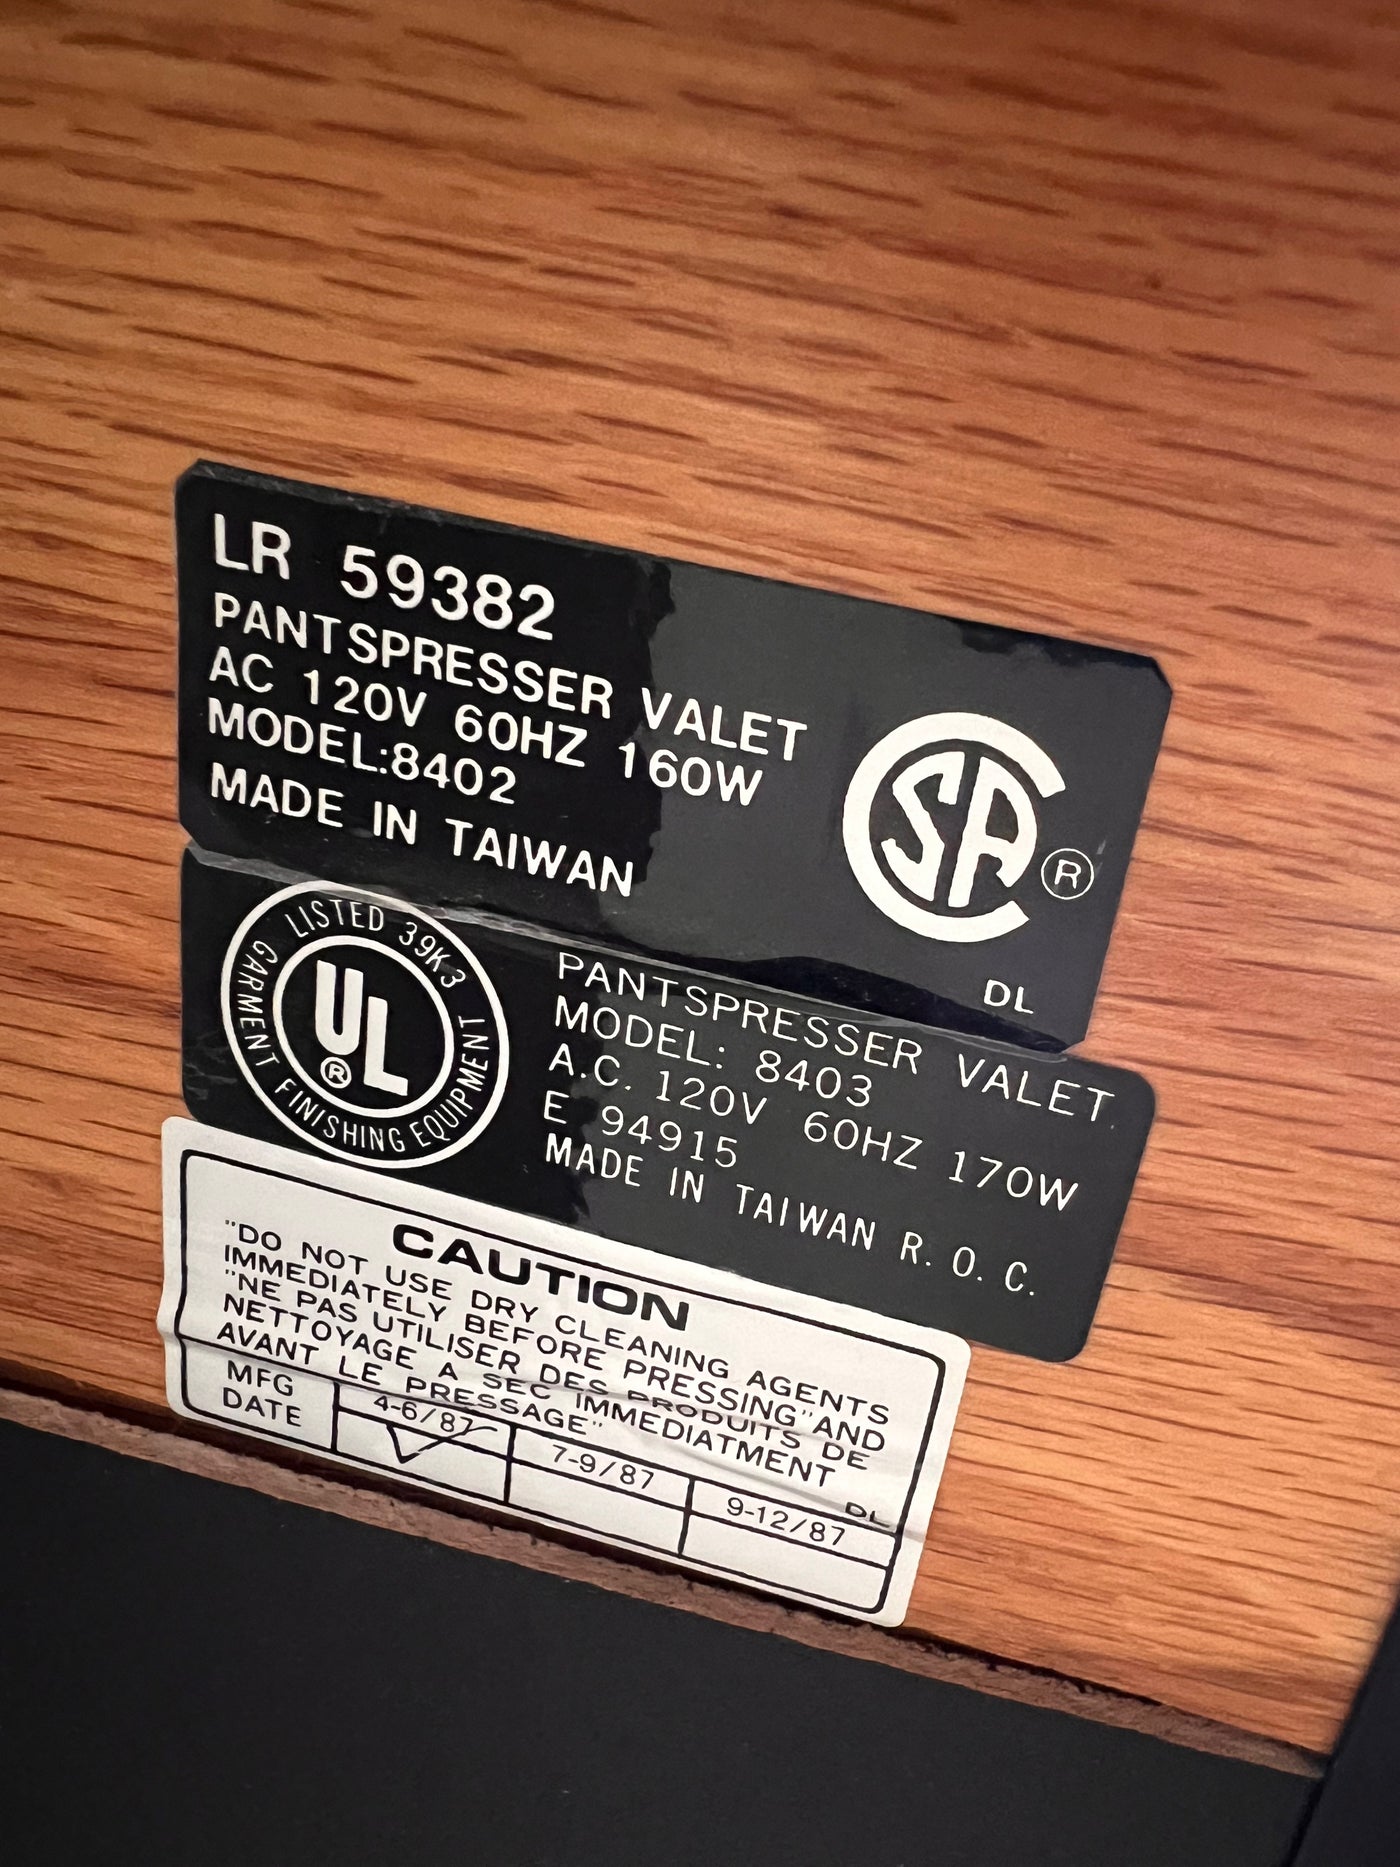 LR 59382
PANTSPRESSER VALET
AC 120V 60HZ 160W
MODEL:8402
MADE IN TAIWAN
SA
®
DL
LISTED 39K3
UL
®
GARMENT FINISHING EQUIPMENT
PANTSPRESSER VALET
MODEL: 8403
A.C. 120V 60HZ 170W
E 94915
MADE IN TAIWAN R. O. C.
CAUTION
"DO NOT USE DRY CLEANING AGENTS
IMMEDIATELY BEFORE PRESSING" AND
"NE PAS UTILISER DES PRODUITS DE
NETTOYAGE A SEC IMMEDIATMENT
AVANT LE PRESSAGE"
DL
MFG
DATE
4-6/87
7-9/87
9-12/87